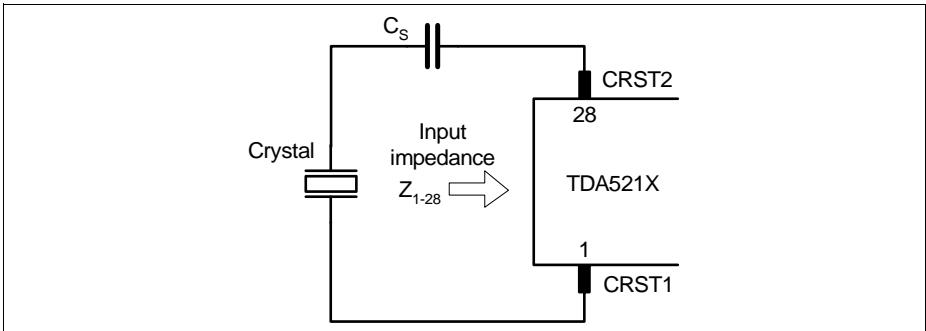 C_S
CRST2
28
Input
impedance
Z_1-28
Crystal
TDA521X
1
CRST1